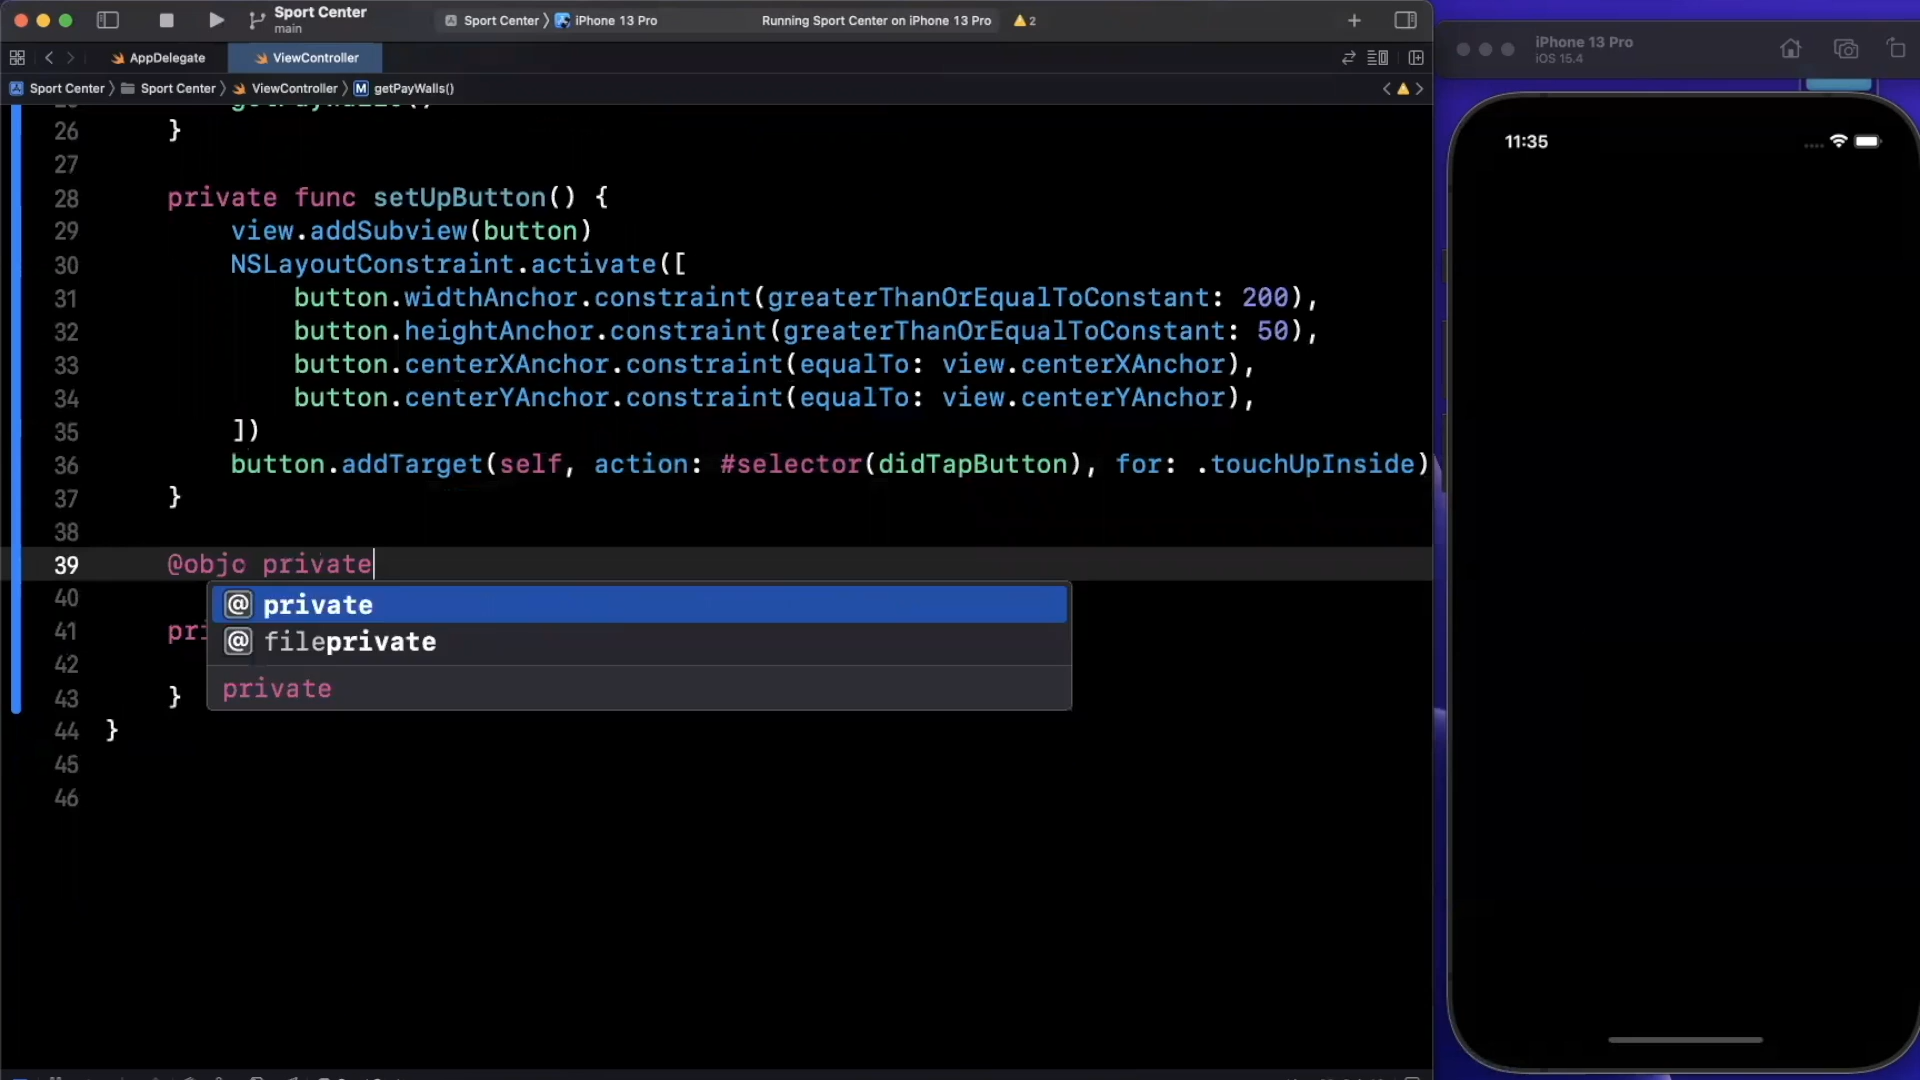 Sport Center
main
Sport Center 〉 iPhone 13 Pro
Running Sport Center on iPhone 13 Pro
2
AppDelegate
ViewController
Sport Center 〉 Sport Center 〉 ViewController 〉 M getPayWalls()
26 }
27
28 private func setUpButton() {
29 view.addSubview(button)
30 NSLayoutConstraint.activate([
31 button.widthAnchor.constraint(greaterThanOrEqualToConstant: 200),
32 button.heightAnchor.constraint(greaterThanOrEqualToConstant: 50),
33 button.centerXAnchor.constraint(equalTo: view.centerXAnchor),
34 button.centerYAnchor.constraint(equalTo: view.centerYAnchor),
35 ])
36 button.addTarget(self, action: #selector(didTapButton), for: .touchUpInside)
37 }
38
39 @objc private
40
41 pri
42
43 }
44 }
45
46
@ private
@ fileprivate
private
iPhone 13 Pro
iOS 15.4
11:35